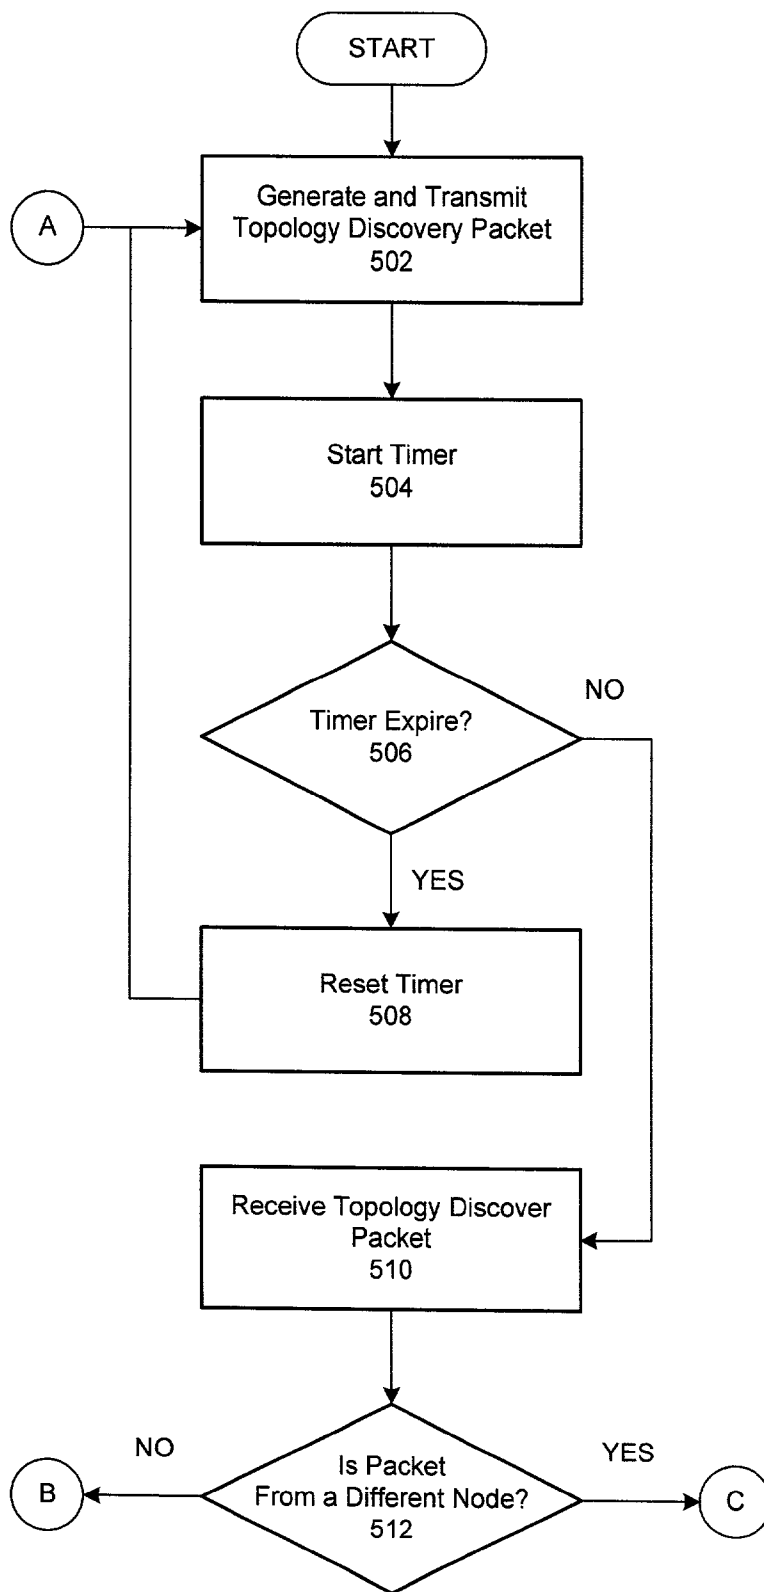 START
A
Generate and Transmit
Topology Discovery Packet
502
Start Timer
504
NO
Timer Expire?
506
YES
Reset Timer
508
Receive Topology Discover
Packet
510
NO
YES
B
Is Packet
From a Different Node?
512
C